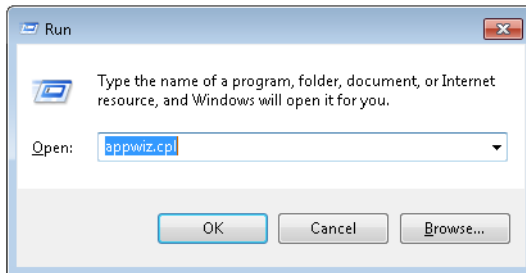 Run
Type the name of a program, folder, document, or Internet
resource, and Windows will open it for you.
Open: appwiz.cpl
OK Cancel Browse...